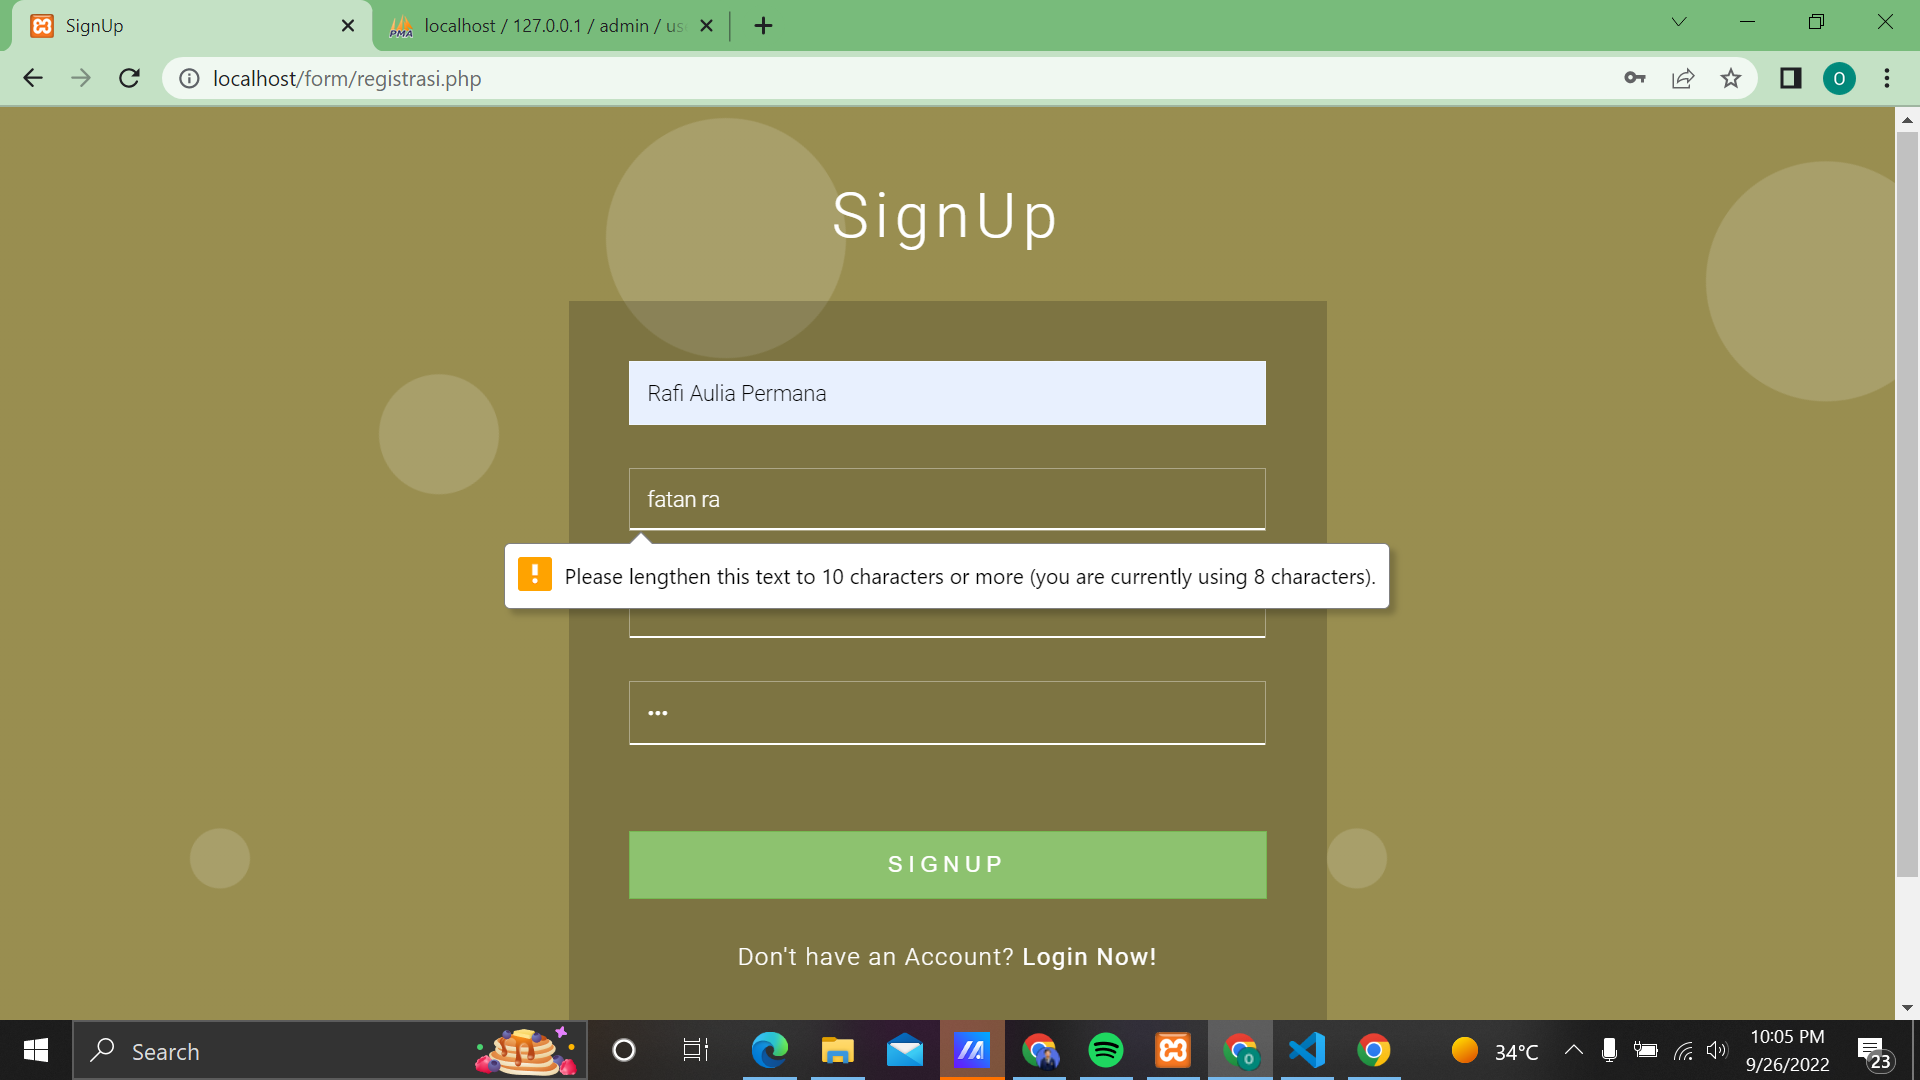 SignUp
localhost / 127.0.0.1 / admin / us
localhost/form/registrasi.php
O
SignUp
Rafi Aulia Permana
fatan ra
Please lengthen this text to 10 characters or more (you are currently using 8 characters).
•••
SIGNUP
Don't have an Account? Login Now!
Search
34°C
10:05 PM
9/26/2022
23